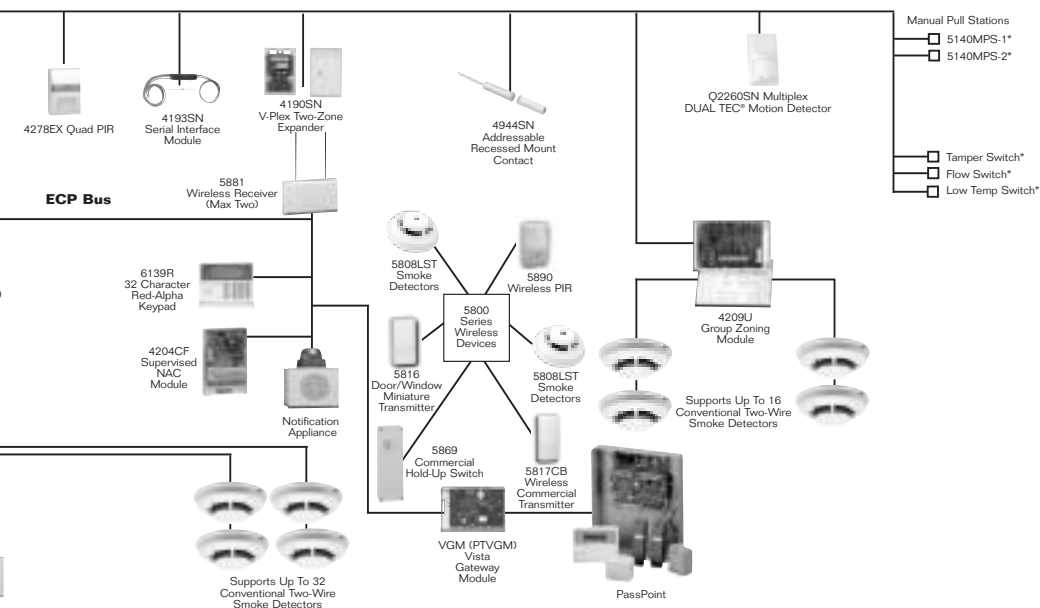 Manual Pull Stations
5140MPS-1*
5140MPS-2*
4278EX Quad PIR
4193SN
Serial Interface
Module
4190SN
V-Plex Two-Zone
Expander
4944SN
Addressable
Recessed Mount
Contact
Q2260SN Multiplex
DUAL TEC® Motion Detector
Tamper Switch*
Flow Switch*
Low Temp Switch*
ECP Bus
5881
Wireless Receiver
(Max Two)
6139R
32 Character
Red-Alpha
Keypad
4204CF
Supervised
NAC
Module
Notification
Appliance
5808LST
Smoke
Detectors
5890
Wireless PIR
5800
Series
Wireless
Devices
5816
Door/Window
Miniature
Transmitter
5808LST
Smoke
Detectors
5869
Commercial
Hold-Up Switch
5817CB
Wireless
Commercial
Transmitter
4209U
Group Zoning
Module
Supports Up To 16
Conventional Two-Wire
Smoke Detectors
VGM (PTVGM)
Vista
Gateway
Module
PassPoint
Supports Up To 32
Conventional Two-Wire
Smoke Detectors